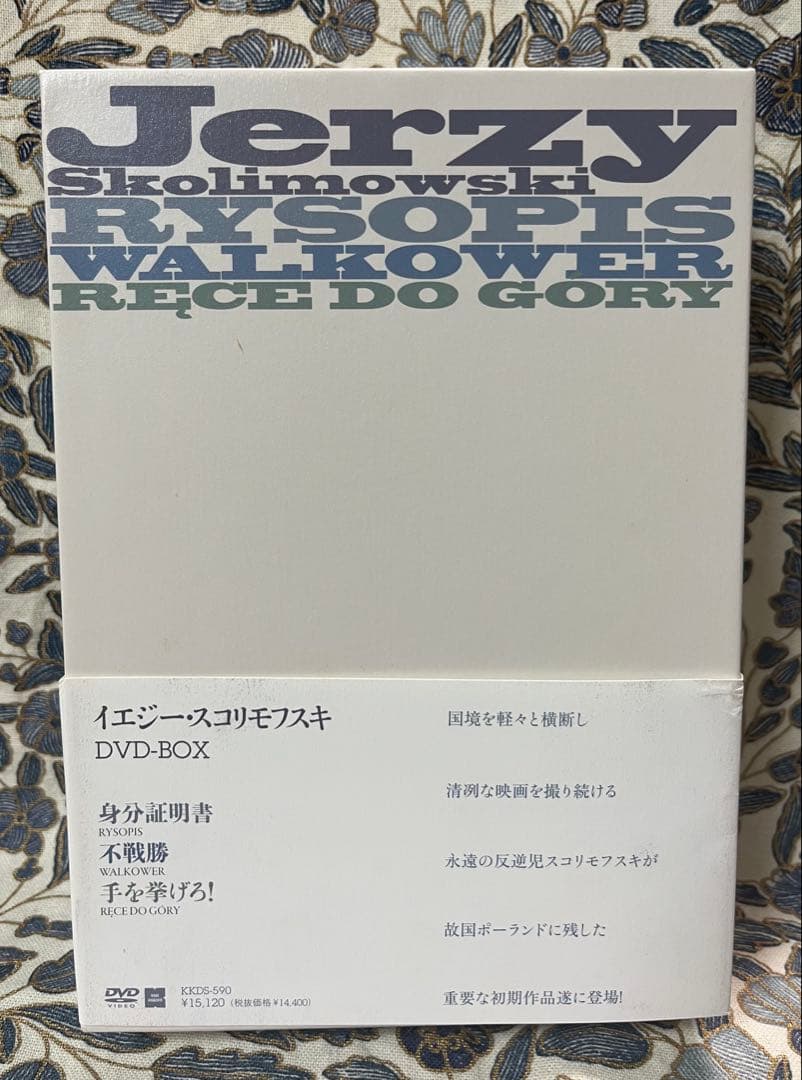 Jerzy
Skolimowski
RYSOPIS
WALKOWER
RĘCE DO GÓRY
イエジー・スコリモフスキ
DVD-BOX
身分証明書
RYSOPIS
不戦勝
WALKOWER
手を挙げろ!
RĘCE DO GÓRY
国境を軽々と横断し
清冽な映画を撮り続ける
永遠の反逆児スコリモフスキが
故国ポーランドに残した
重要な初期作品遂に登場!
DVD
VIDEO
KKDS-590
¥15,120（税抜価格¥14,400）